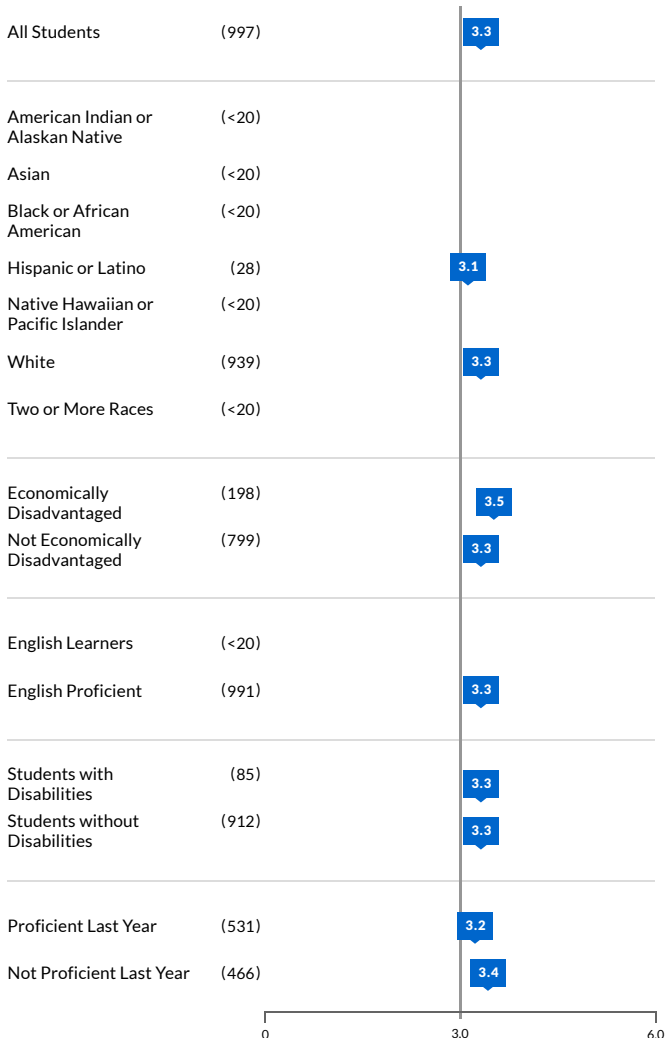 All Students (997) 3.3
American Indian or (<20)
Alaskan Native
Asian (<20)
Black or African (<20)
American
Hispanic or Latino (28) 3.1
Native Hawaiian or (<20)
Pacific Islander
White (939) 3.3
Two or More Races (<20)
Economically (198) 3.5
Disadvantaged
Not Economically (799) 3.3
Disadvantaged
English Learners (<20)
English Proficient (991) 3.3
Students with (85) 3.3
Disabilities
Students without (912) 3.3
Disabilities
Proficient Last Year (531) 3.2
Not Proficient Last Year (466) 3.4
0 3.0 6.0